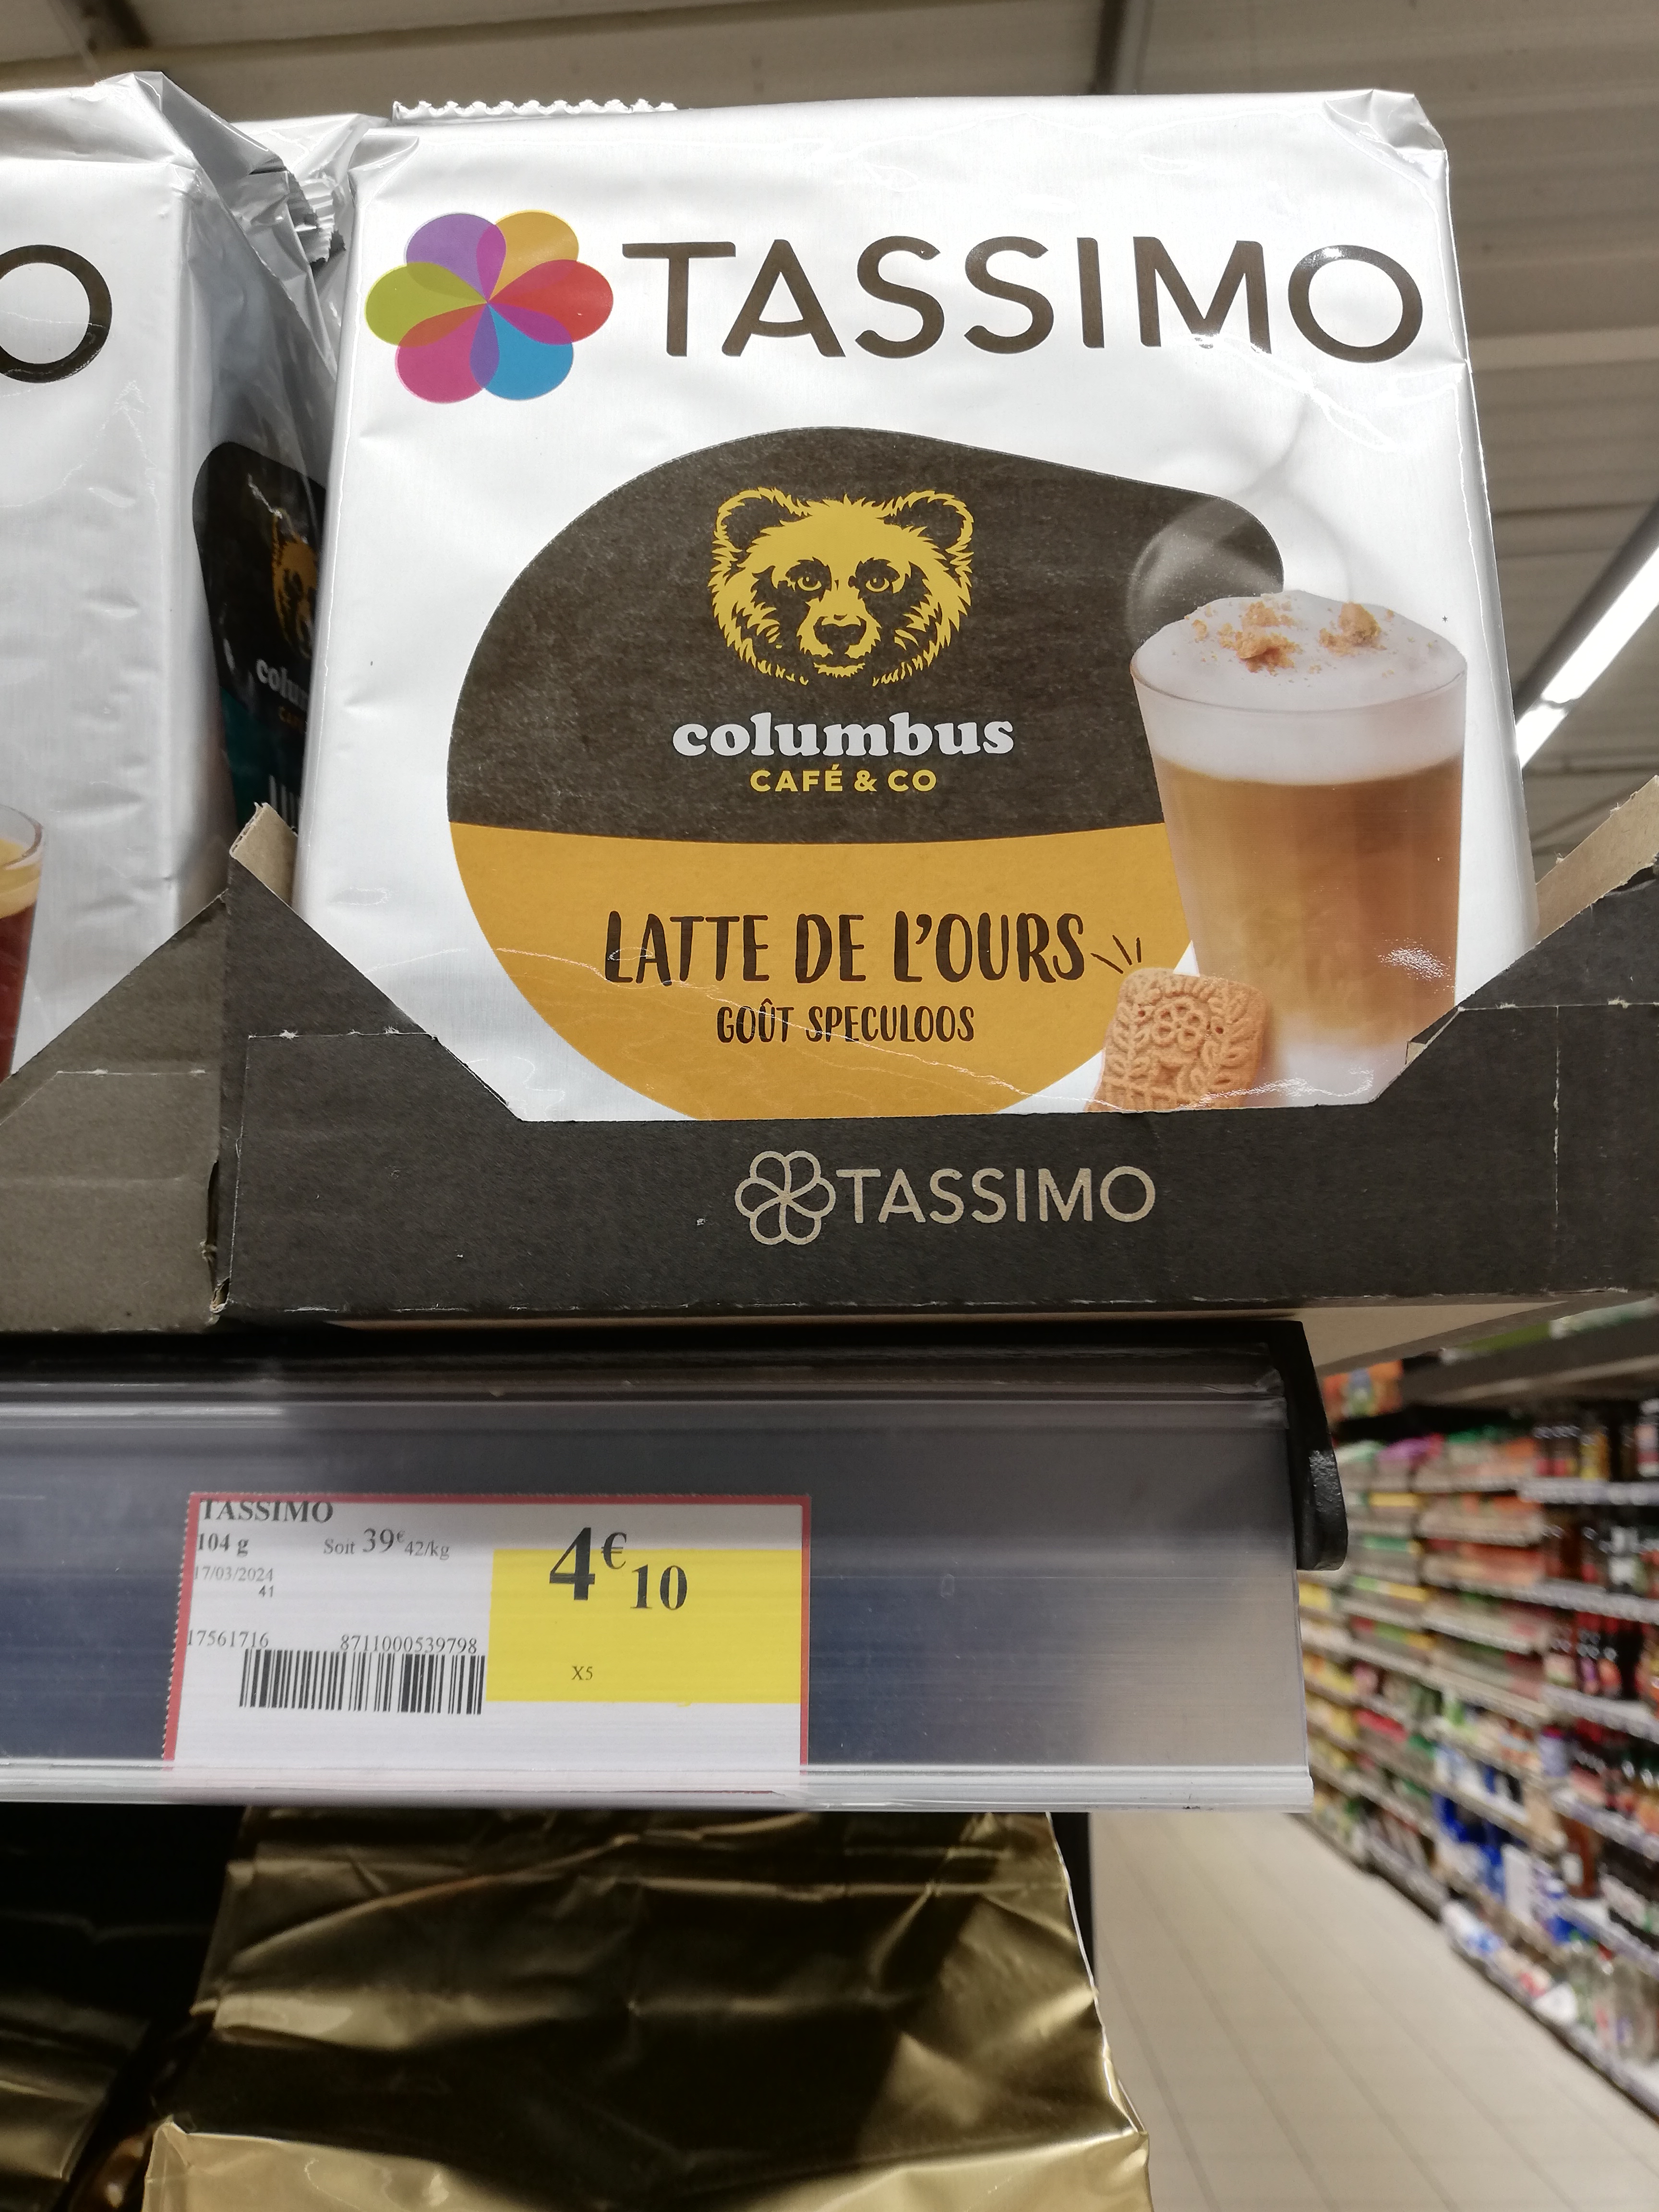 TASSIMO
columbus
CAFÉ & CO
LATTE DE L'OURS
GOÛT SPECULOOS
TASSIMO
TASSIMO
104 g Soit 39€42/kg
17/03/2024
41
4€10
17561716 8711000539798
X5